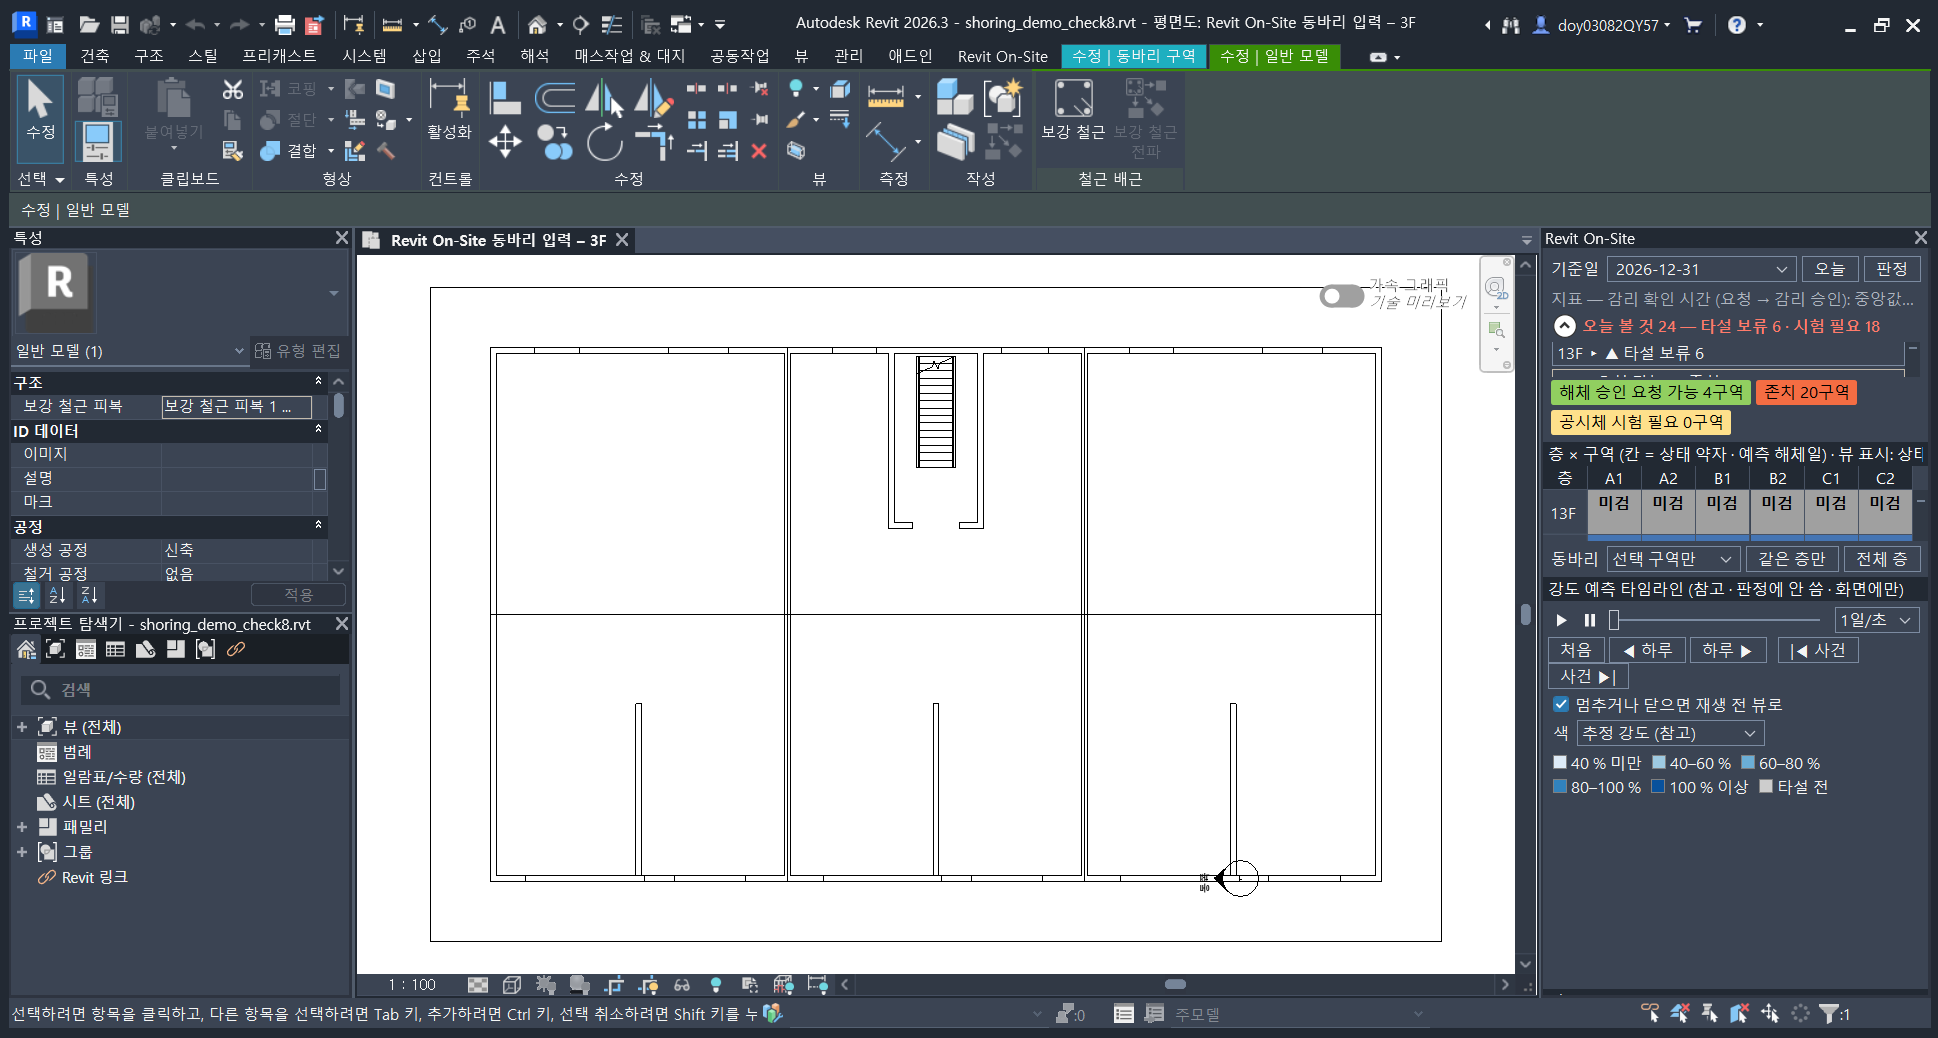 Autodesk Revit 2026.3 - shoring_demo_check8.rvt - 평면도: Revit On-Site 동바리 입력 – 3F
doy03082QY57
파일 건축 구조 스틸 프리캐스트 시스템 삽입 주석 해석 매스작업 & 대지 공동작업 뷰 관리 애드인 Revit On-Site 수정 | 동바리 구역 수정 | 일반 모델
수정
붙여넣기
코핑
절단
결합
활성화
보강 철근
보강 철근 전파
선택 특성 클립보드 형상 컨트롤 수정 뷰 측정 작성 철근 배근
수정 | 일반 모델
특성
R
일반 모델 (1)
유형 편집
구조
보강 철근 피복 보강 철근 피복 1 ...
ID 데이터
이미지
설명
마크
공정
생성 공정 신축
철거 공정 없음
적용
프로젝트 탐색기 - shoring_demo_check8.rvt
검색
뷰 (전체)
범례
일람표/수량 (전체)
시트 (전체)
패밀리
그룹
Revit 링크
Revit On-Site 동바리 입력 – 3F
가속 그래픽
기술 미리보기
2D
1 : 100
Revit On-Site
기준일 2026-12-31 오늘 판정
지표 — 감리 확인 시간 (요청 → 감리 승인): 중앙값...
오늘 볼 것 24 — 타설 보류 6 · 시험 필요 18
13F ▸ ▲ 타설 보류 6
해체 승인 요청 가능 4구역 존치 20구역
공시체 시험 필요 0구역
층 × 구역 (칸 = 상태 약자 · 예측 해체일) · 뷰 표시: 상태
층 A1 A2 B1 B2 C1 C2
13F 미검 미검 미검 미검 미검 미검
동바리 선택 구역만 같은 층만 전체 층
강도 예측 타임라인 (참고 · 판정에 안 씀 · 화면에만)
1일/초
처음 ◀ 하루 하루 ▶ |◀ 사건
사건 ▶|
멈추거나 닫으면 재생 전 뷰로
색 추정 강도 (참고)
40 % 미만 40–60 % 60–80 %
80–100 % 100 % 이상 타설 전
선택하려면 항목을 클릭하고, 다른 항목을 선택하려면 Tab 키, 추가하려면 Ctrl 키, 선택 취소하려면 Shift 키를 누
:0
주모델
:1